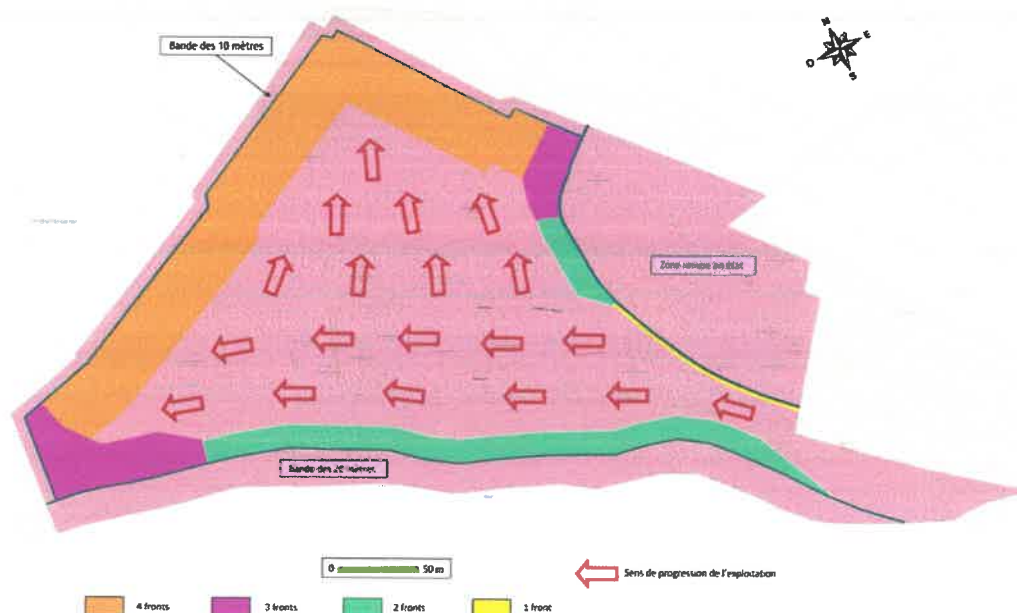 Bande des 10 mètres
N
E
O
S
Zone remise en état
Bande des 20 mètres
0 50 m
Sens de progression de l'exploitation
4 fronts
3 fronts
2 fronts
1 front